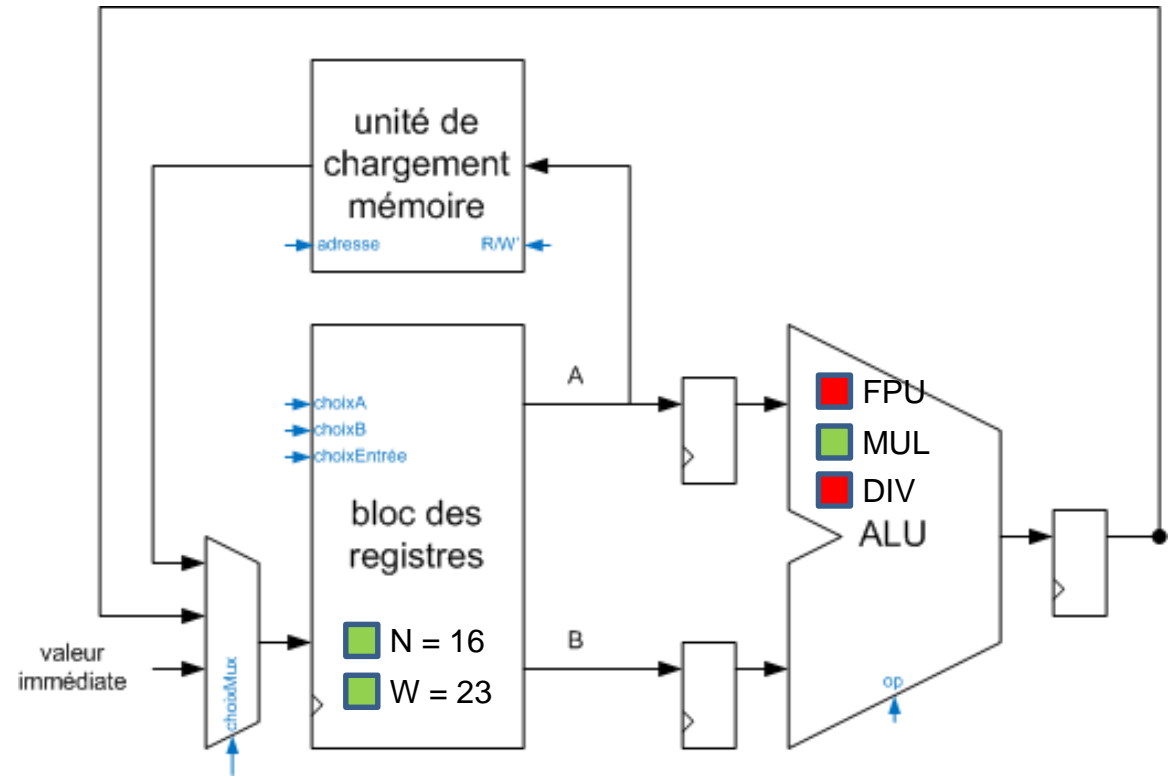 unité de
chargement
mémoire
adresse
R/W'
A
choixA
choixB
choixEntrée
bloc des
registres
N = 16
W = 23
B
valeur
immédiate
choixMux
FPU
MUL
DIV
ALU
op